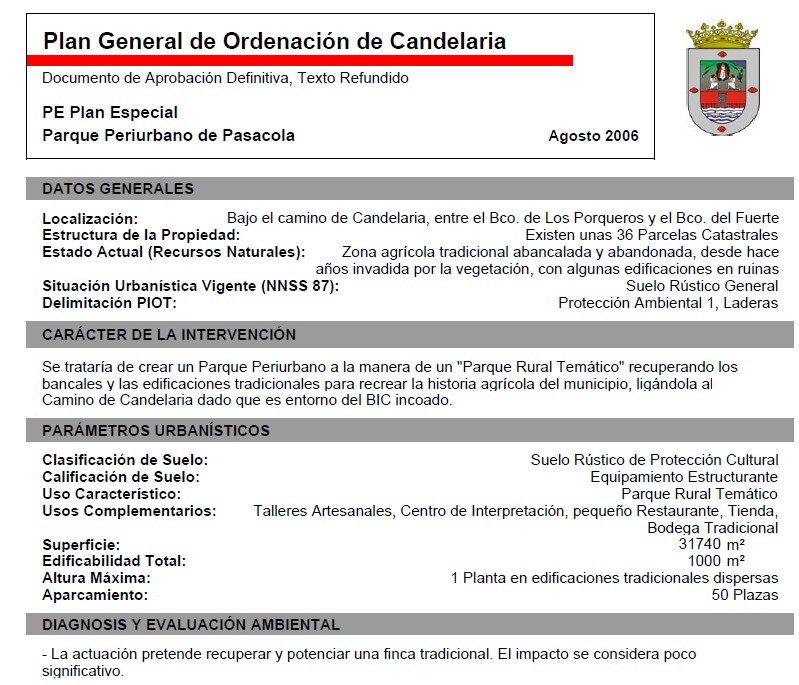 Plan General de Ordenación de Candelaria
Documento de Aprobación Definitiva, Texto Refundido
PE Plan Especial
Parque Periurbano de Pasacola Agosto 2006
DATOS GENERALES
Localización: Bajo el camino de Candelaria, entre el Bco. de Los Porqueros y el Bco. del Fuerte
Estructura de la Propiedad: Existen unas 36 Parcelas Catastrales
Estado Actual (Recursos Naturales): Zona agrícola tradicional abancalada y abandonada, desde hace
años invadida por la vegetación, con algunas edificaciones en ruinas
Situación Urbanística Vigente (NNSS 87): Suelo Rústico General
Delimitación PIOT: Protección Ambiental 1, Laderas
CARÁCTER DE LA INTERVENCIÓN
Se trataría de crear un Parque Periurbano a la manera de un "Parque Rural Temático" recuperando los
bancales y las edificaciones tradicionales para recrear la historia agrícola del municipio, ligándola al
Camino de Candelaria dado que es entorno del BIC incoado.
PARÁMETROS URBANÍSTICOS
Clasificación de Suelo: Suelo Rústico de Protección Cultural
Calificación de Suelo: Equipamiento Estructurante
Uso Característico: Parque Rural Temático
Usos Complementarios: Talleres Artesanales, Centro de Interpretación, pequeño Restaurante, Tienda,
Bodega Tradicional
Superficie: 31740 m²
Edificabilidad Total: 1000 m²
Altura Máxima: 1 Planta en edificaciones tradicionales dispersas
Aparcamiento: 50 Plazas
DIAGNOSIS Y EVALUACIÓN AMBIENTAL
- La actuación pretende recuperar y potenciar una finca tradicional. El impacto se considera poco
significativo.